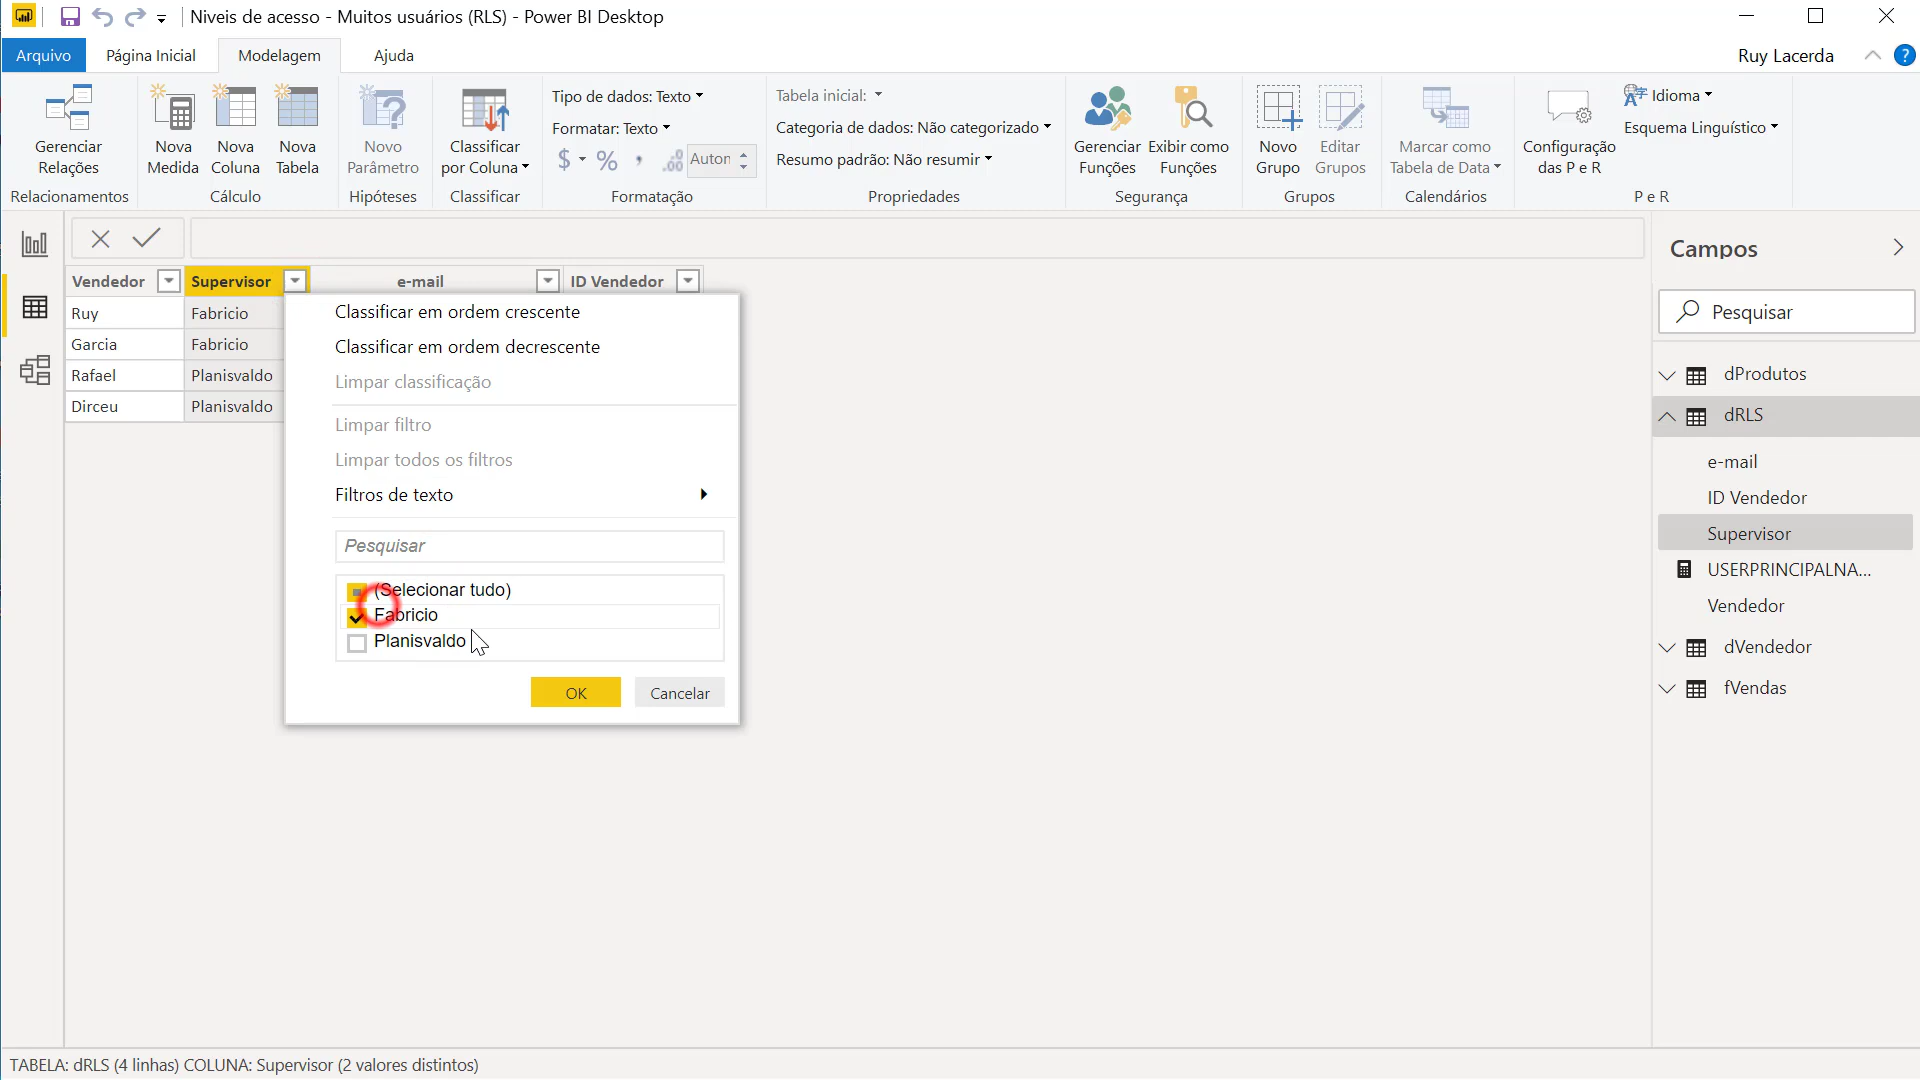 Niveis de acesso - Muitos usuários (RLS) - Power BI Desktop
Arquivo
Página Inicial
Modelagem
Ajuda
Ruy Lacerda
?
Gerenciar
Relações
Relacionamentos
Nova
Medida
Nova
Coluna
Nova
Tabela
Cálculo
Novo
Parâmetro
Hipóteses
Classificar
por Coluna
Classificar
Tipo de dados: Texto
Formatar: Texto
$ % , .00 Auton
Formatação
Tabela inicial:
Categoria de dados: Não categorizado
Resumo padrão: Não resumir
Propriedades
Gerenciar
Funções
Exibir como
Funções
Segurança
Novo
Grupo
Editar
Grupos
Grupos
Marcar como
Tabela de Data
Calendários
Configuração
das P e R
Idioma
Esquema Linguístico
P e R
Vendedor Supervisor e-mail ID Vendedor
Ruy Fabricio
Garcia Fabricio
Rafael Planisvaldo
Dirceu Planisvaldo
Classificar em ordem crescente
Classificar em ordem decrescente
Limpar classificação
Limpar filtro
Limpar todos os filtros
Filtros de texto
Pesquisar
(Selecionar tudo)
Fabricio
Planisvaldo
OK
Cancelar
Campos
Pesquisar
dProdutos
dRLS
e-mail
ID Vendedor
Supervisor
USERPRINCIPALNA...
Vendedor
dVendedor
fVendas
TABELA: dRLS (4 linhas) COLUNA: Supervisor (2 valores distintos)